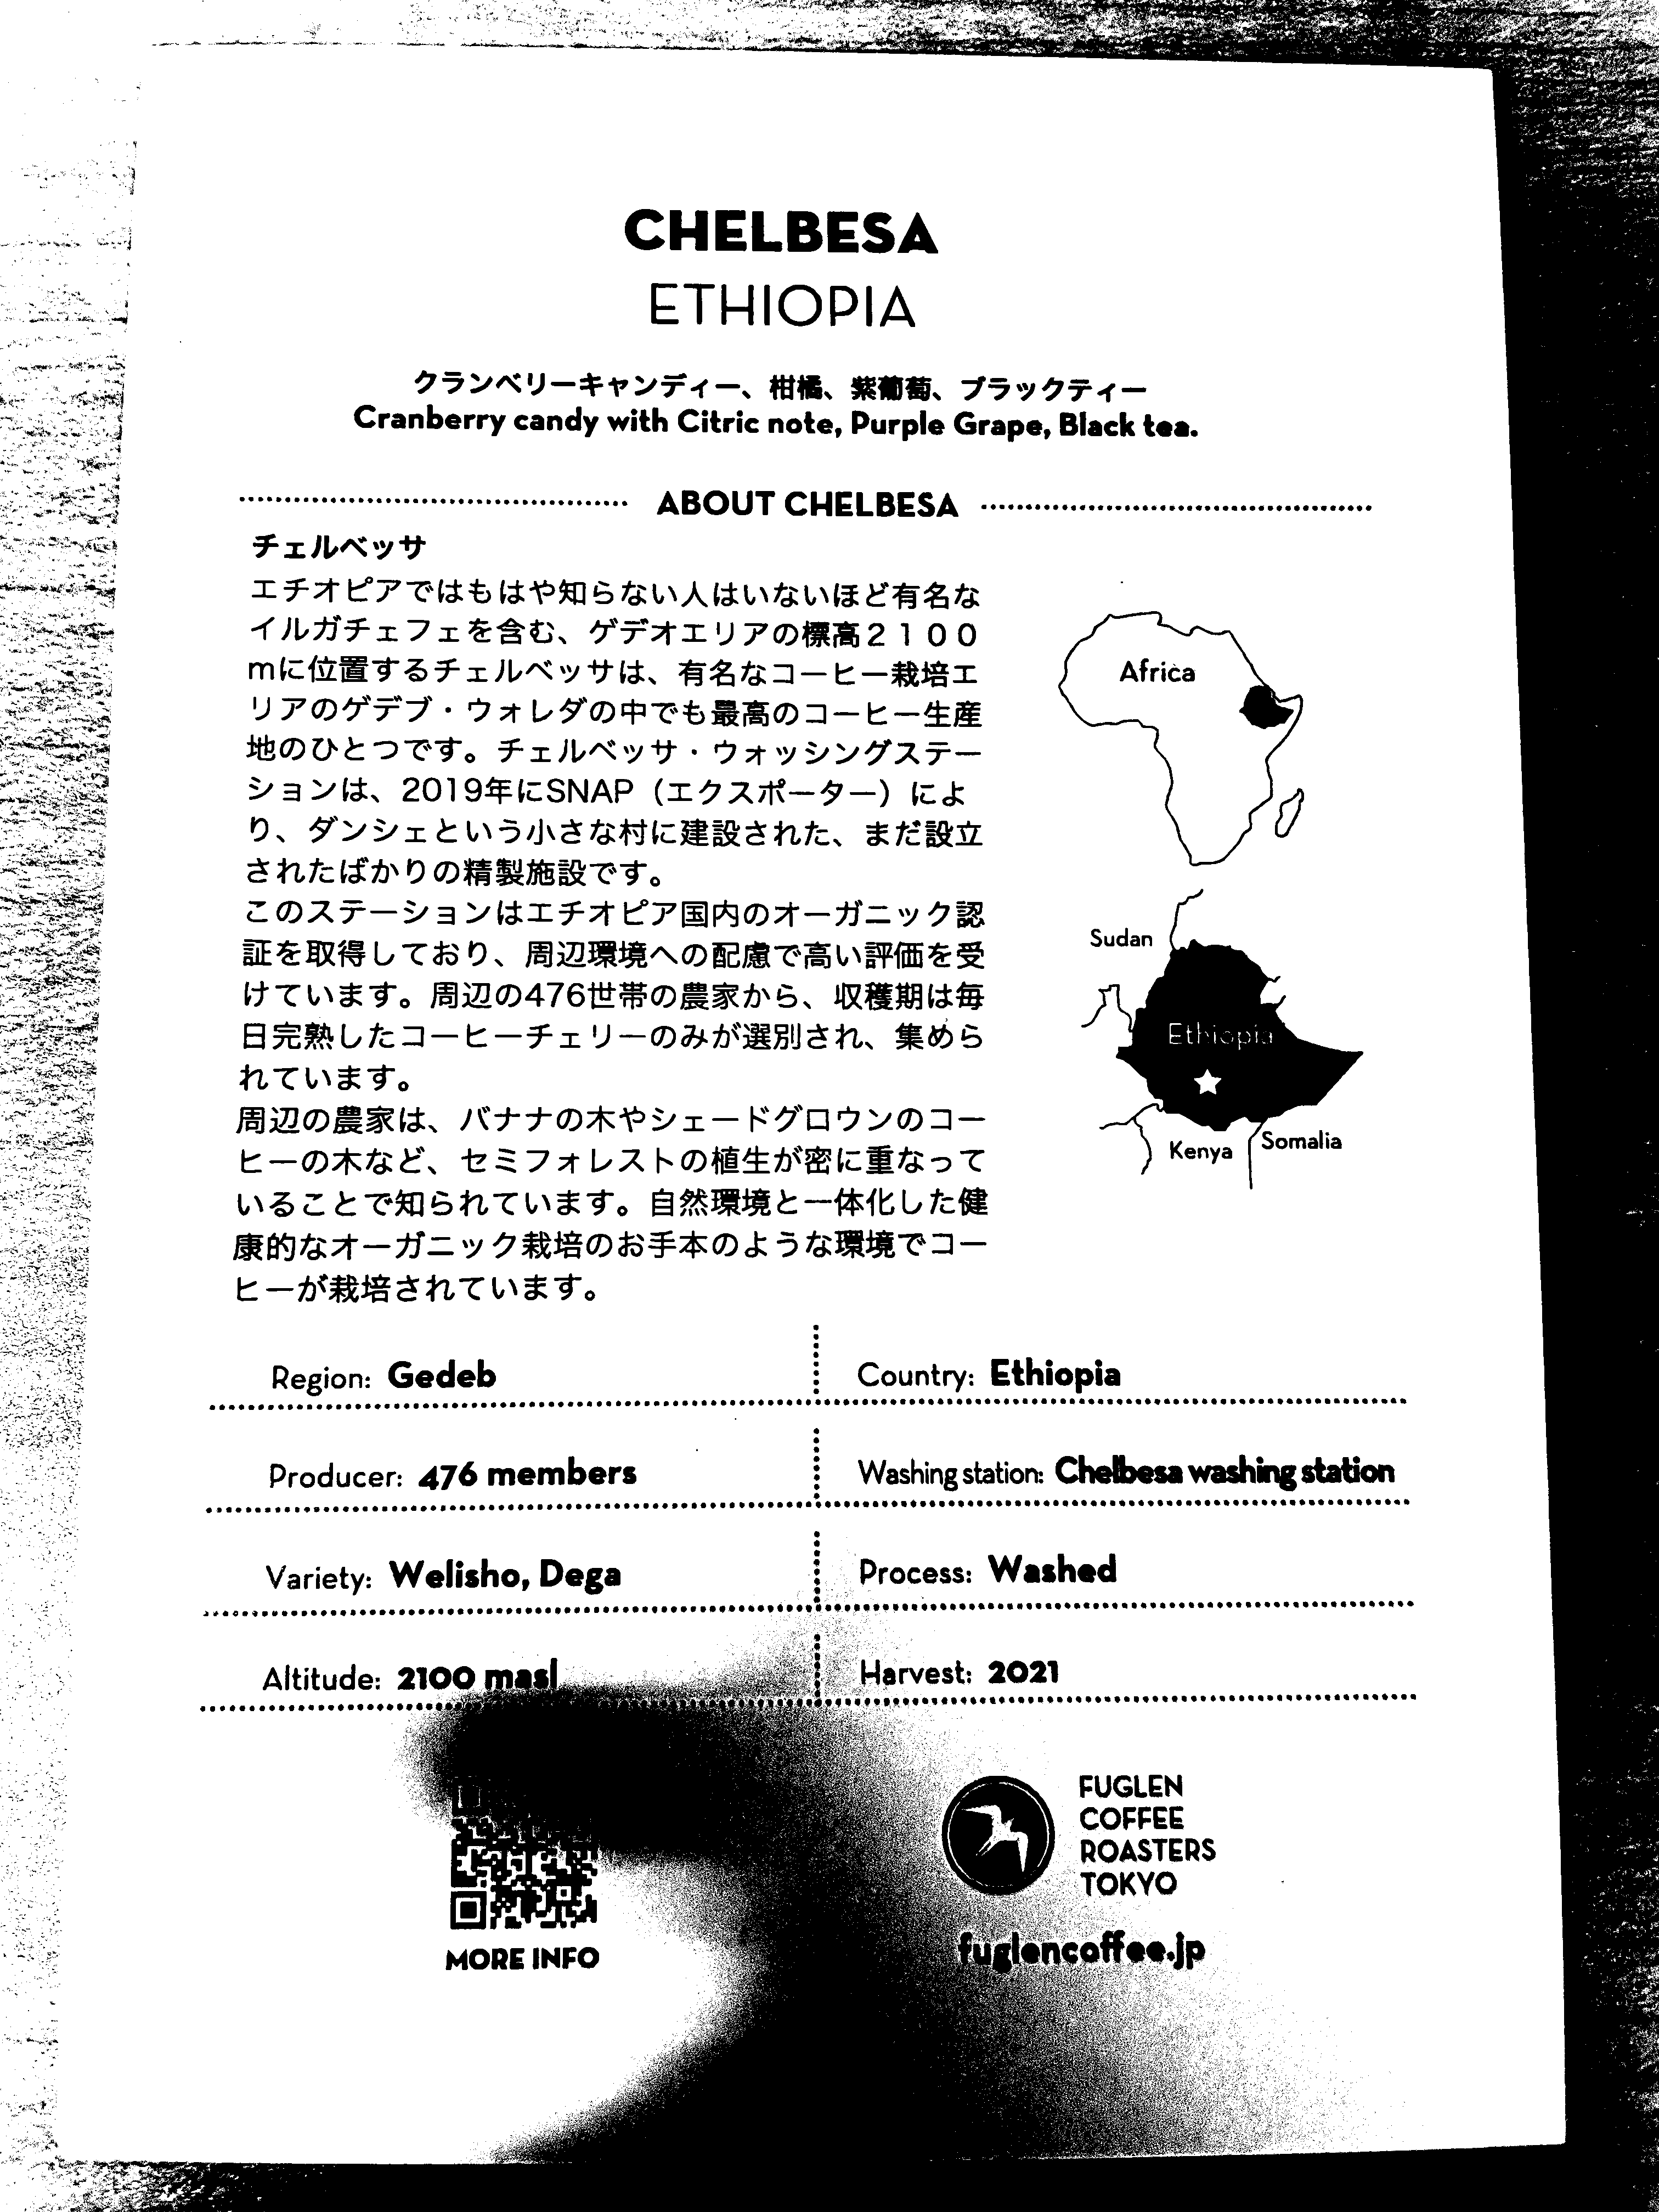 CHELBESA
ETHIOPIA
クランベリーキャンディー、柑橘、紫葡萄、ブラックティー
Cranberry candy with Citric note, Purple Grape, Black tea.
ABOUT CHELBESA
チェルベッサ
エチオピアではもはや知らない人はいないほど有名な
イルガチェフェを含む、ゲデオエリアの標高２１００
mに位置するチェルベッサは、有名なコーヒー栽培エ
リアのゲデブ・ウォレダの中でも最高のコーヒー生産
地のひとつです。チェルベッサ・ウォッシングステー
ションは、2019年にSNAP（エクスポーター）によ
り、ダンシェという小さな村に建設された、まだ設立
されたばかりの精製施設です。
このステーションはエチオピア国内のオーガニック認
証を取得しており、周辺環境への配慮で高い評価を受
けています。周辺の476世帯の農家から、収穫期は毎
日完熟したコーヒーチェリーのみが選別され、集めら
れています。
周辺の農家は、バナナの木やシェードグロウンのコー
ヒーの木など、セミフォレストの植生が密に重なって
いることで知られています。自然環境と一体化した健
康的なオーガニック栽培のお手本のような環境でコー
ヒーが栽培されています。
Africa
Sudan
Ethiopia
Kenya
Somalia
Region: Gedeb
Country: Ethiopia
Producer: 476 members
Washing station: Chelbesa washing station
Variety: Welisho, Dega
Process: Washed
Altitude: 2100 masl
Harvest: 2021
MORE INFO
FUGLEN
COFFEE
ROASTERS
TOKYO
fuglencoffee.jp